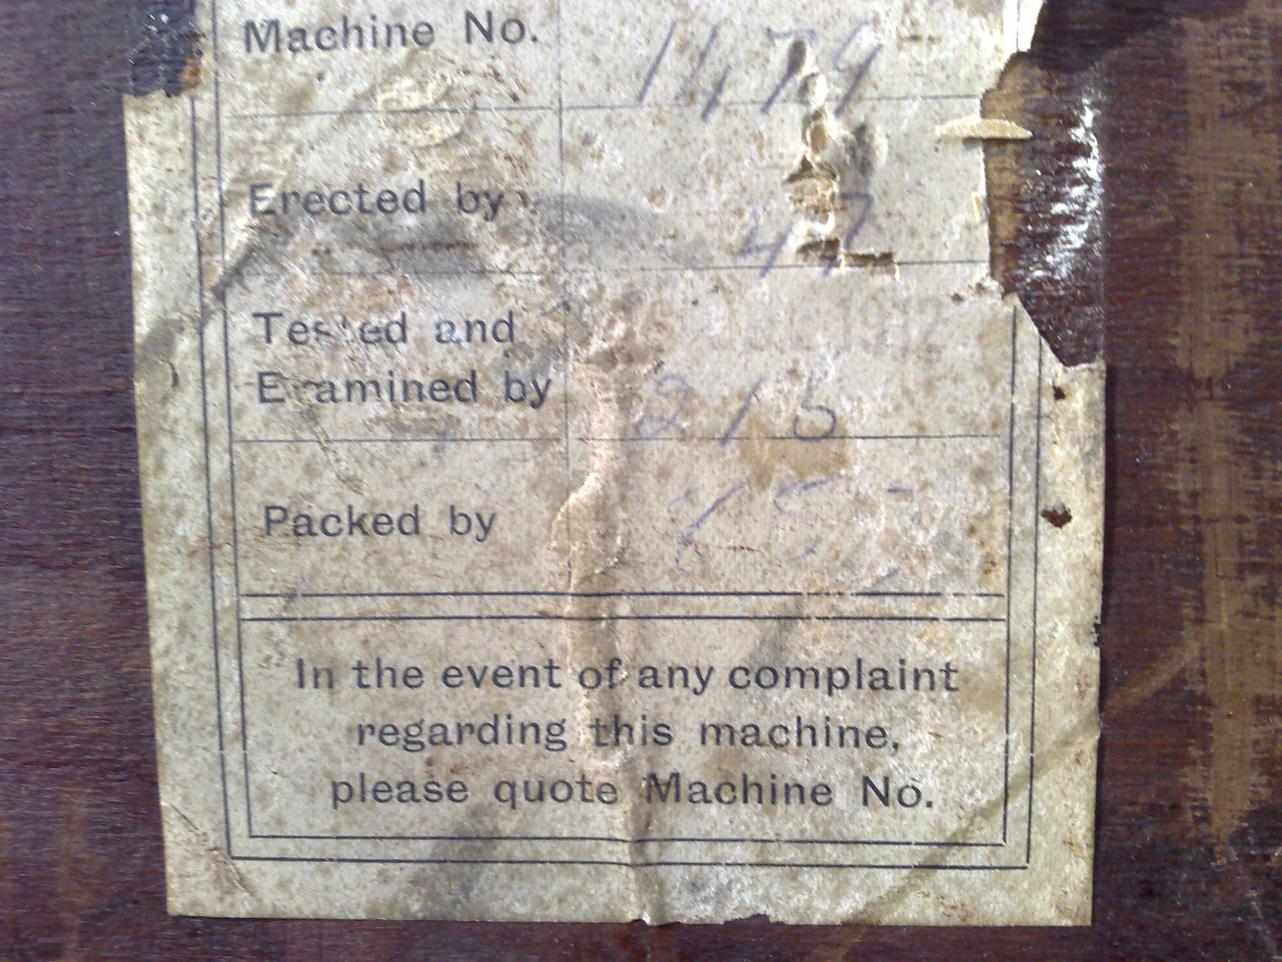 Machine No. 1479
Erected by 47
Tested and
Examined by 215
Packed by
In the event of any complaint
regarding this machine,
please quote Machine No.